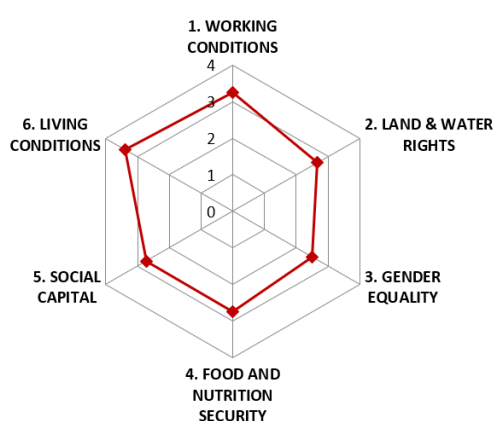 1. WORKING
CONDITIONS
4
3
2
1
0
2. LAND & WATER
RIGHTS
3. GENDER
EQUALITY
4. FOOD AND
NUTRITION
SECURITY
5. SOCIAL
CAPITAL
6. LIVING
CONDITIONS